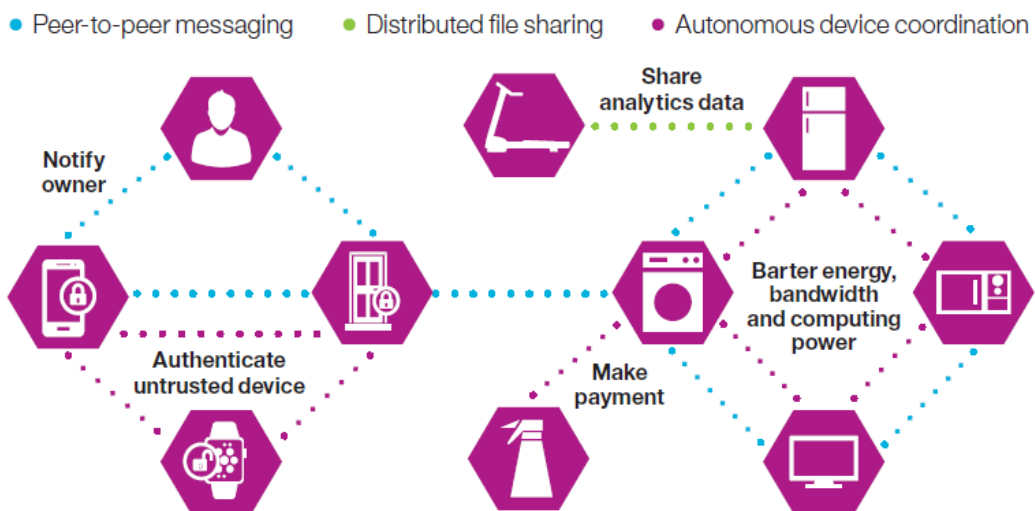 Peer-to-peer messaging
Distributed file sharing
Autonomous device coordination
Share
analytics data
Notify
owner
Barter energy,
bandwidth
and computing
power
Authenticate
untrusted device
Make
payment